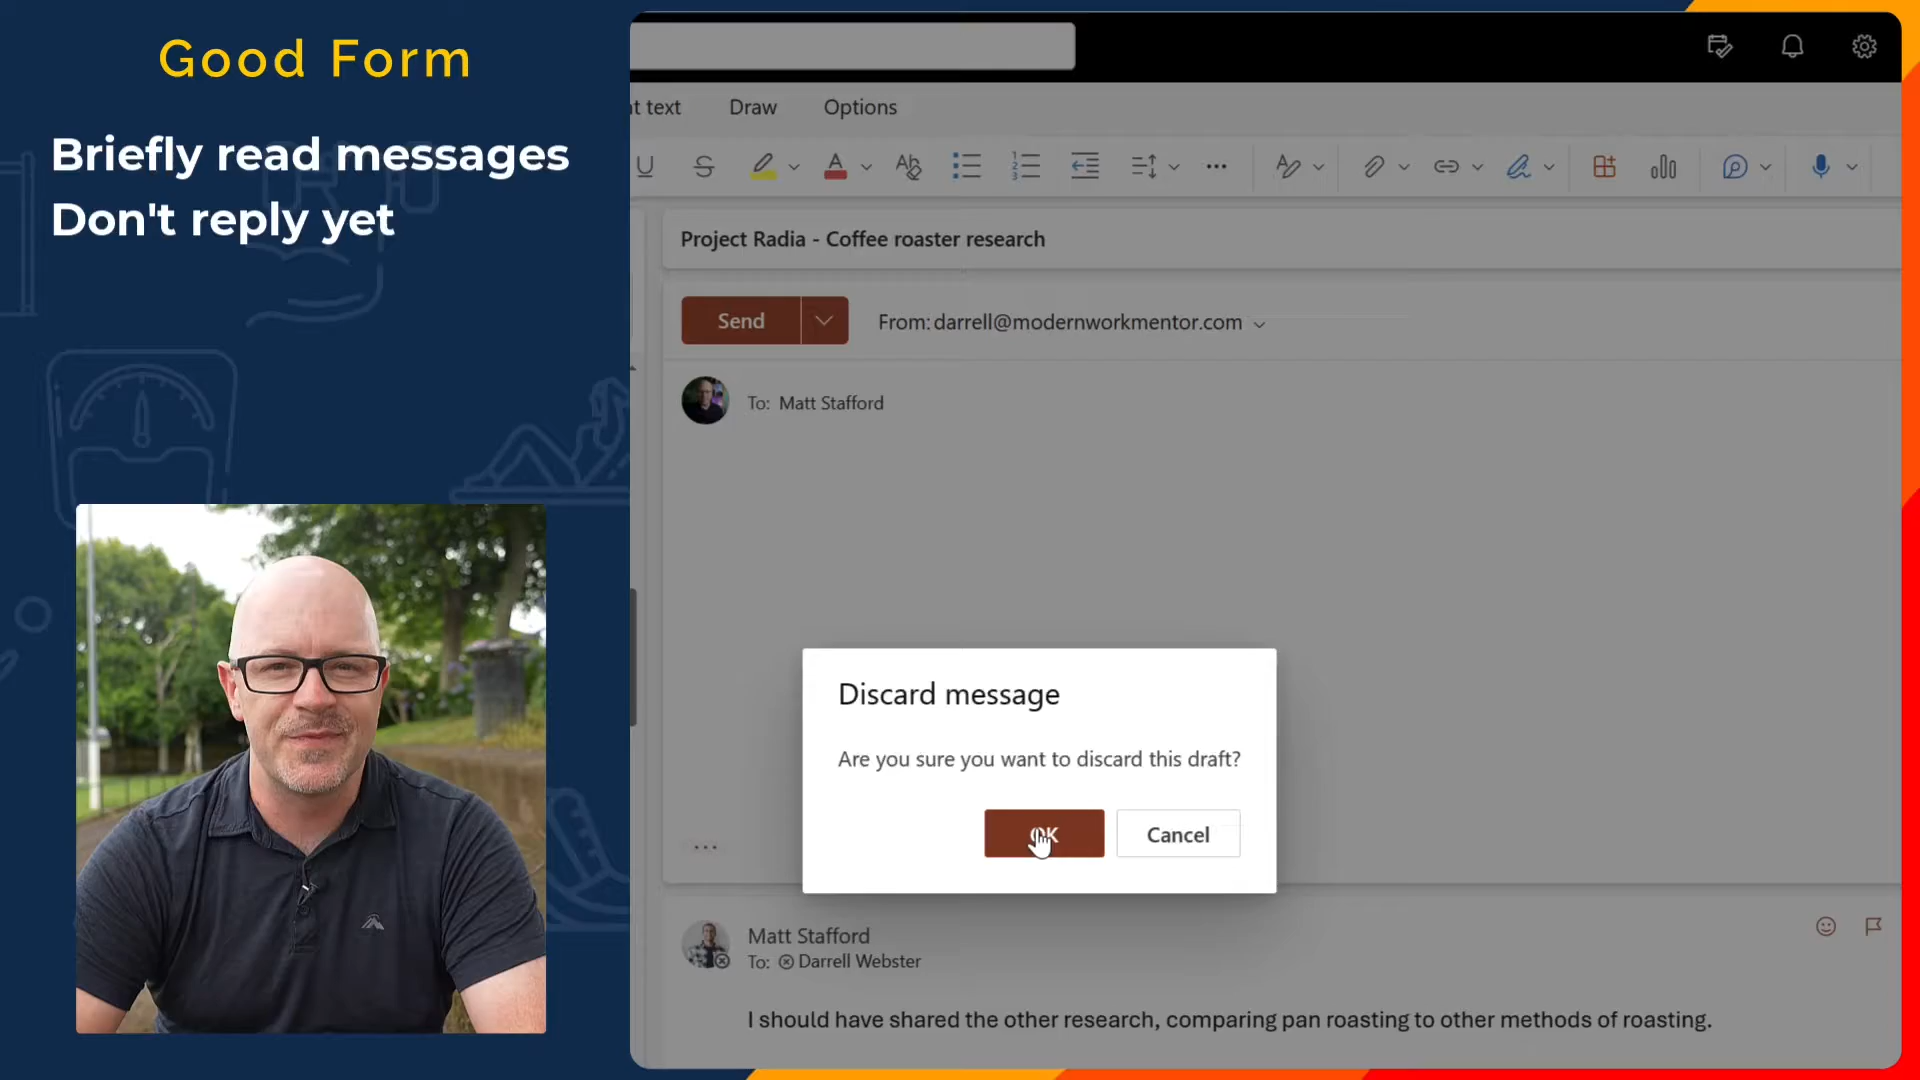 Good Form
Briefly read messages
Don't reply yet
t text
Draw
Options
Project Radia - Coffee roaster research
Send
From: darrell@modernworkmentor.com
To: Matt Stafford
Discard message
Are you sure you want to discard this draft?
OK
Cancel
Matt Stafford
To: Darrell Webster
I should have shared the other research, comparing pan roasting to other methods of roasting.